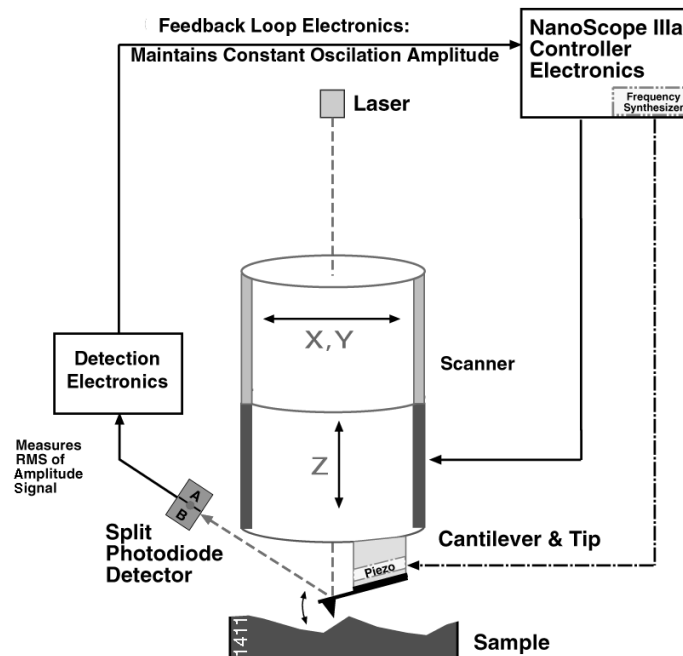 Feedback Loop Electronics:
Maintains Constant Oscilation Amplitude
NanoScope IIIa
Controller
Electronics
Frequency
Synthesizer
Laser
X, Y
Scanner
Detection
Electronics
Z
Measures
RMS of
Amplitude
Signal
A
B
Split
Photodiode
Detector
Cantilever & Tip
Piezo
1411
Sample